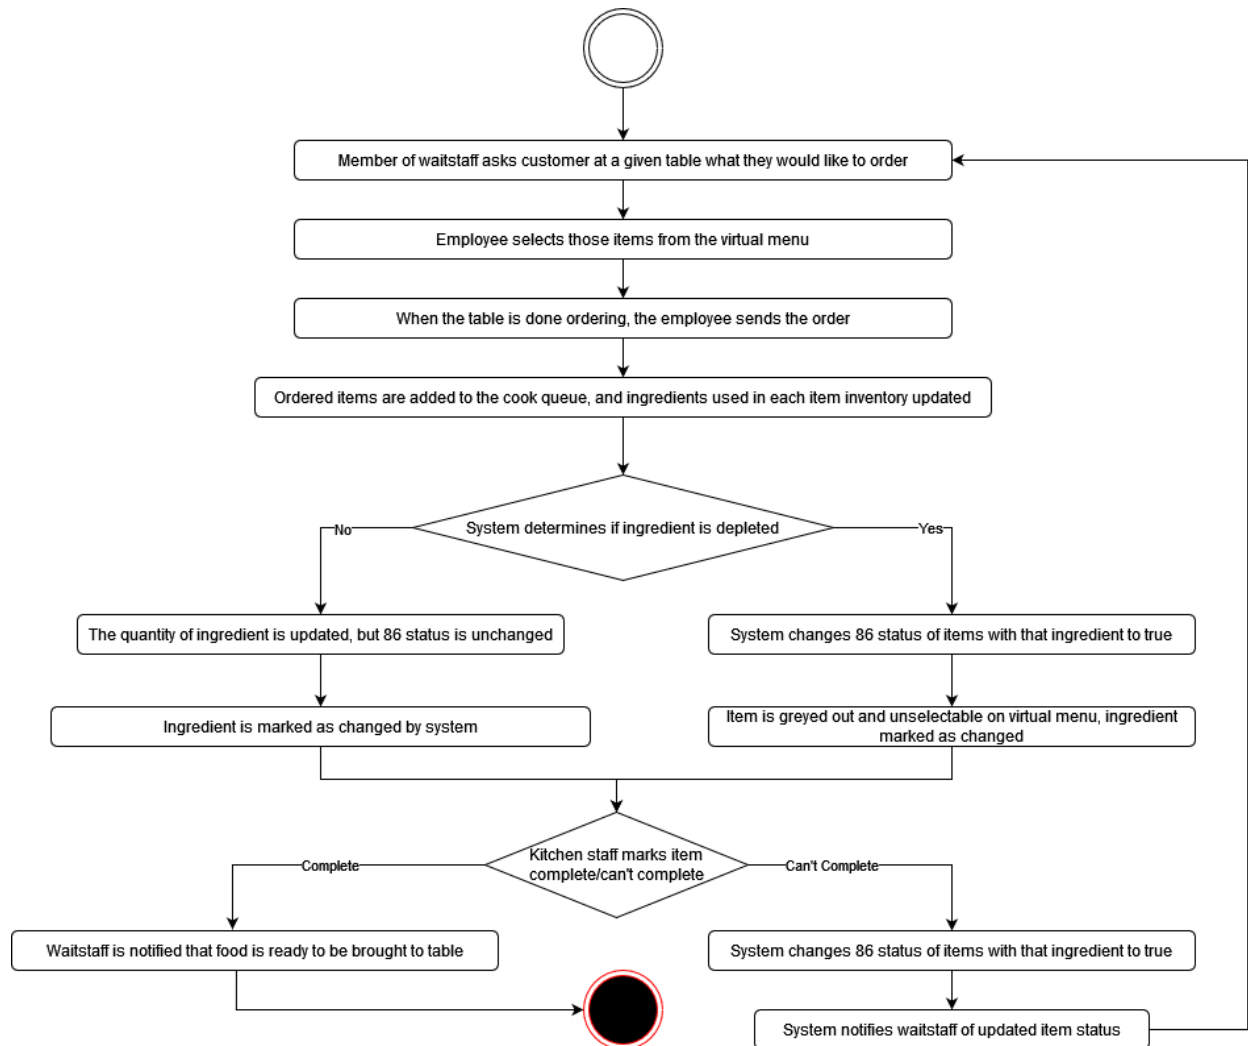 Member of waitstaff asks customer at a given table what they would like to order
Employee selects those items from the virtual menu
When the table is done ordering, the employee sends the order
Ordered items are added to the cook queue, and ingredients used in each item inventory updated
System determines if ingredient is depleted
No
Yes
The quantity of ingredient is updated, but 86 status is unchanged
System changes 86 status of items with that ingredient to true
Ingredient is marked as changed by system
Item is greyed out and unselectable on virtual menu, ingredient
marked as changed
Kitchen staff marks item
complete/can't complete
Complete
Can't Complete
Waitstaff is notified that food is ready to be brought to table
System changes 86 status of items with that ingredient to true
System notifies waitstaff of updated item status